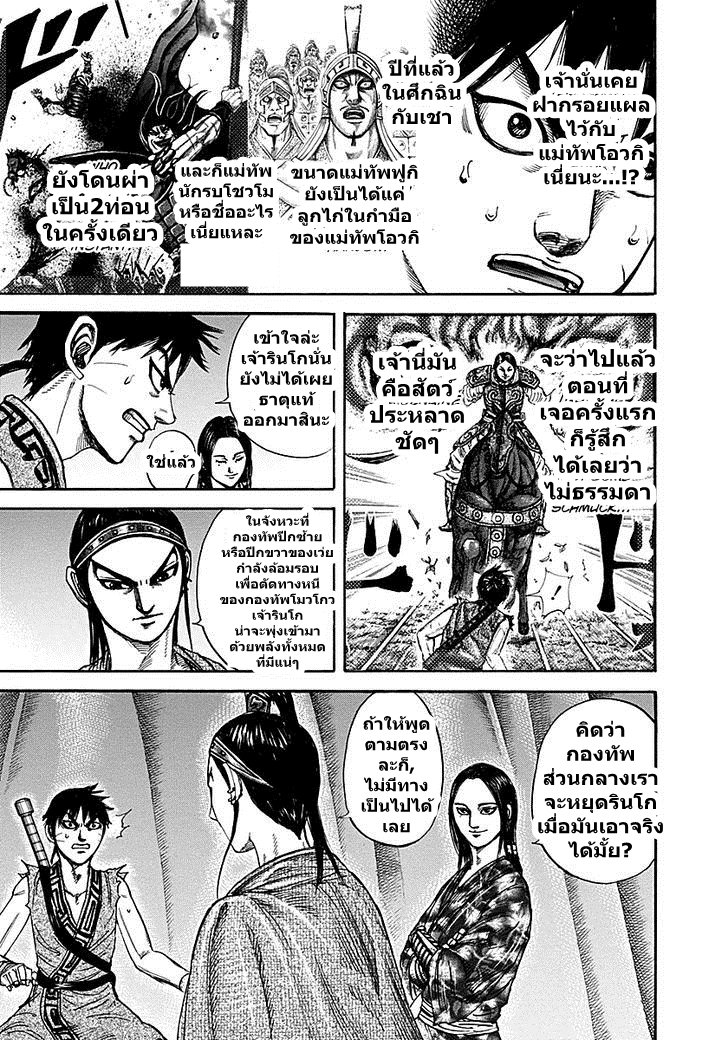 เจ้านั่นเคย
ฝากรอยแผล
ไว้กับ
แม่ทัพโอวกิ
เนี่ยนะ...!?
ปีที่แล้ว
ในศึกฉิน
กับเซา
ขนาดแม่ทัพฟูกิ
ยังเป็นได้แค่
ลูกไก่ในกำมือ
ของแม่ทัพโอวกิ
และก็แม่ทัพ
นักรบโชวโม
หรือชื่ออะไร
เนี่ยแหละ
ยังโดนผ่า
เป็น2ท่อน
ในครั้งเดียว
INSTANT
จะว่าไปแล้ว
ตอนที่
เจอครั้งแรก
ก็รู้สึก
ได้เลยว่า
ไม่ธรรมดา
SCHMUCK...
เจ้านี่มัน
คือสัตว์
ประหลาด
ชัดๆ
เข้าใจล่ะ
เจ้ารินโกนั่น
ยังไม่ได้เผย
ธาตุแท้
ออกมาสินะ
ใช่แล้ว
ในจังหวะที่
กองทัพปีกซ้าย
หรือปีกขวาของเว่ย
กำลังล้อมรอบ
เพื่อตัดทางหนี
ของกองทัพโมวโกว
เจ้ารินโก
น่าจะพุ่งเข้ามา
ด้วยพลังทั้งหมด
ที่มีแน่ๆ
คิดว่า
กองทัพ
ส่วนกลางเรา
จะหยุดรินโก
เมื่อมันเอาจริง
ได้มั้ย?
ถ้าให้พูด
ตามตรง
ละก็,
ไม่มีทาง
เป็นไปได้
เลย